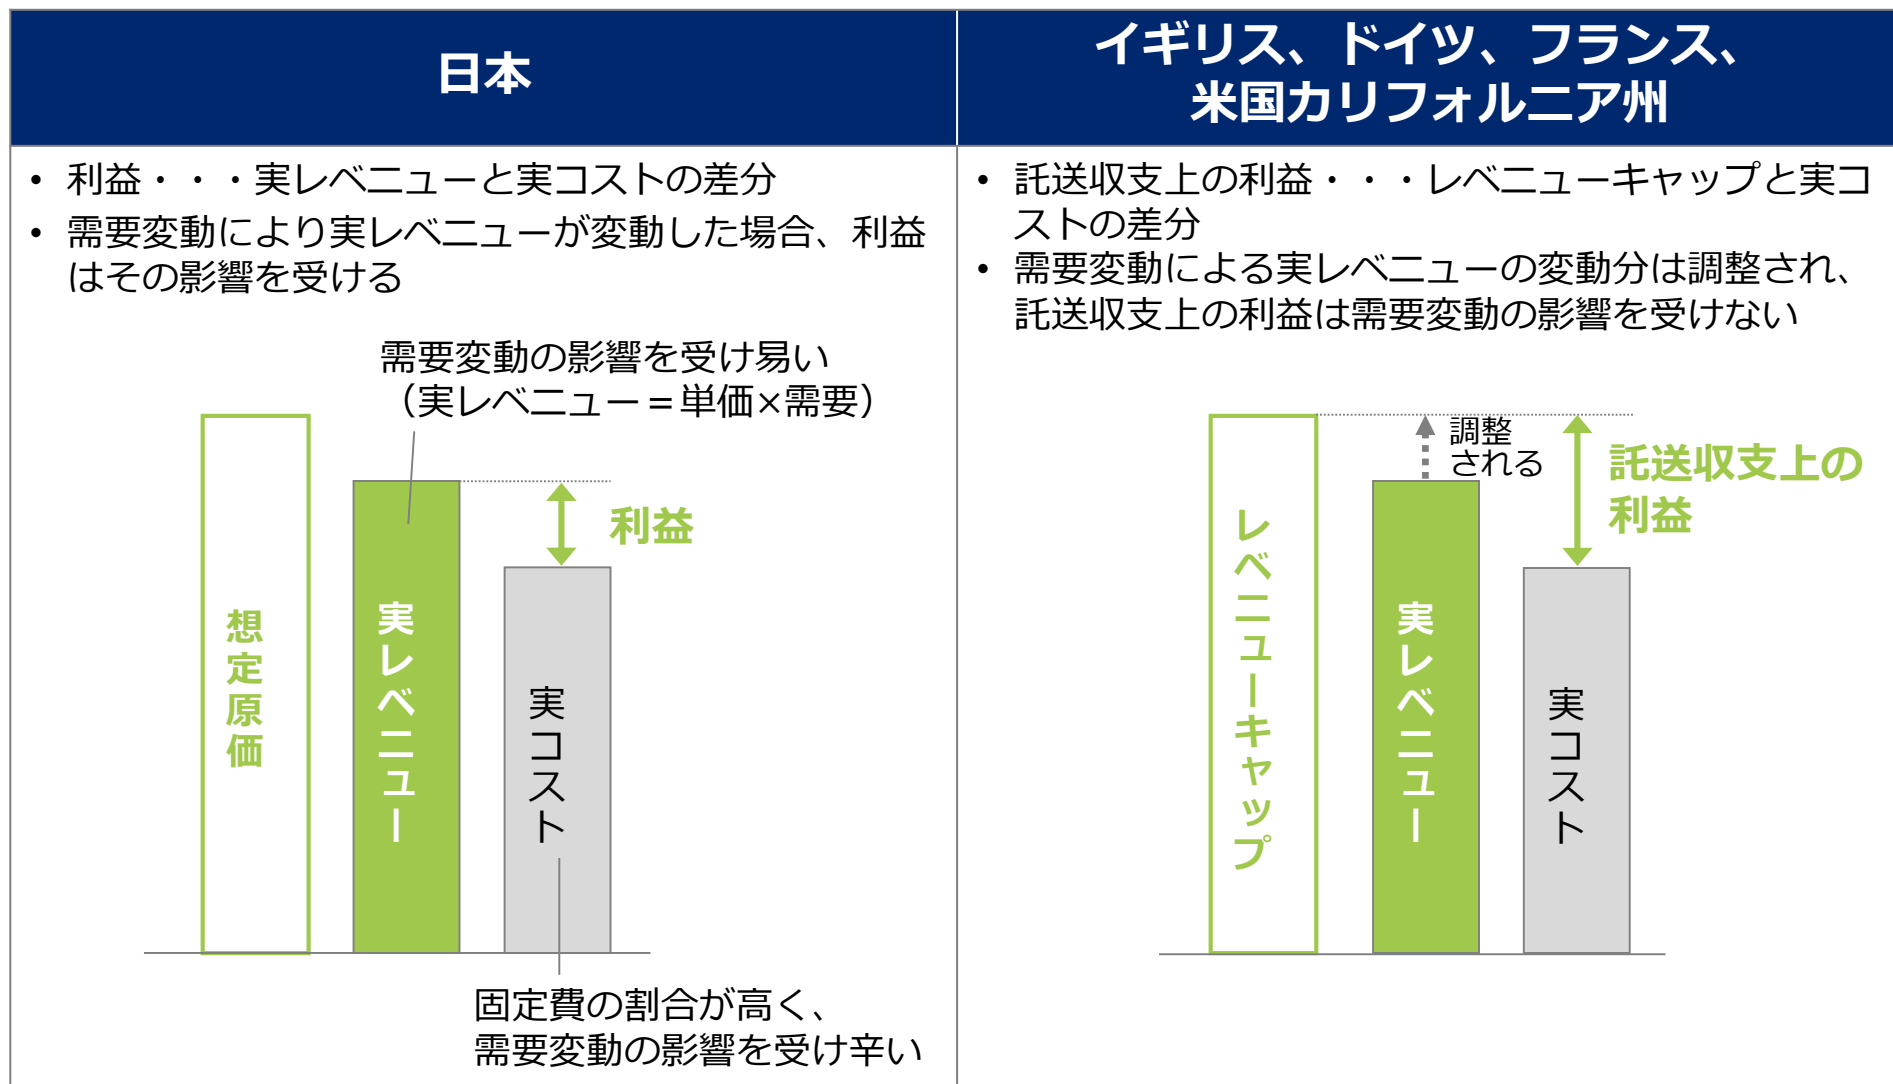 日本
イギリス、ドイツ、フランス、
米国カリフォルニア州
• 利益・・・実レベニューと実コストの差分
• 需要変動により実レベニューが変動した場合、利益
はその影響を受ける
需要変動の影響を受け易い
（実レベニュー＝単価×需要）
想定原価
実レベニュー
利益
実コスト
固定費の割合が高く、
需要変動の影響を受け辛い
• 託送収支上の利益・・・レベニューキャップと実コ
ストの差分
• 需要変動による実レベニューの変動分は調整され、
託送収支上の利益は需要変動の影響を受けない
レベニューキャップ
調整
される
実レベニュー
託送収支上の
利益
実コスト